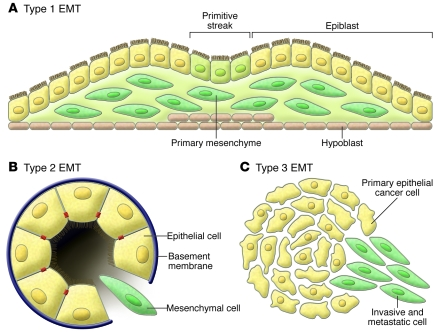 A Type 1 EMT
Primitive
streak
Epiblast
Primary mesenchyme
Hypoblast
B Type 2 EMT
Epithelial cell
Basement
membrane
Mesenchymal cell
C Type 3 EMT
Primary epithelial
cancer cell
Invasive and
metastatic cell